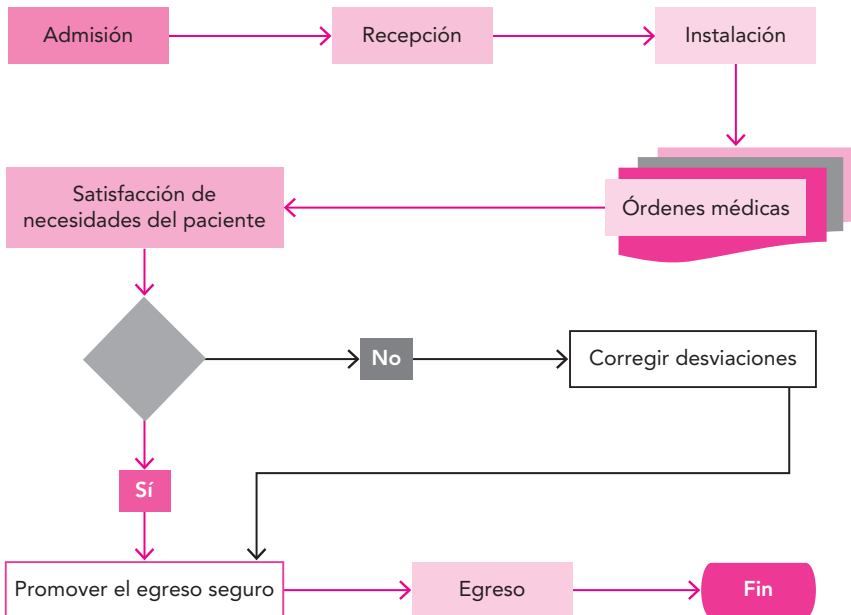 Admisión
Recepción
Instalación
Órdenes médicas
Satisfacción de
necesidades del paciente
No
Corregir desviaciones
Sí
Promover el egreso seguro
Egreso
Fin